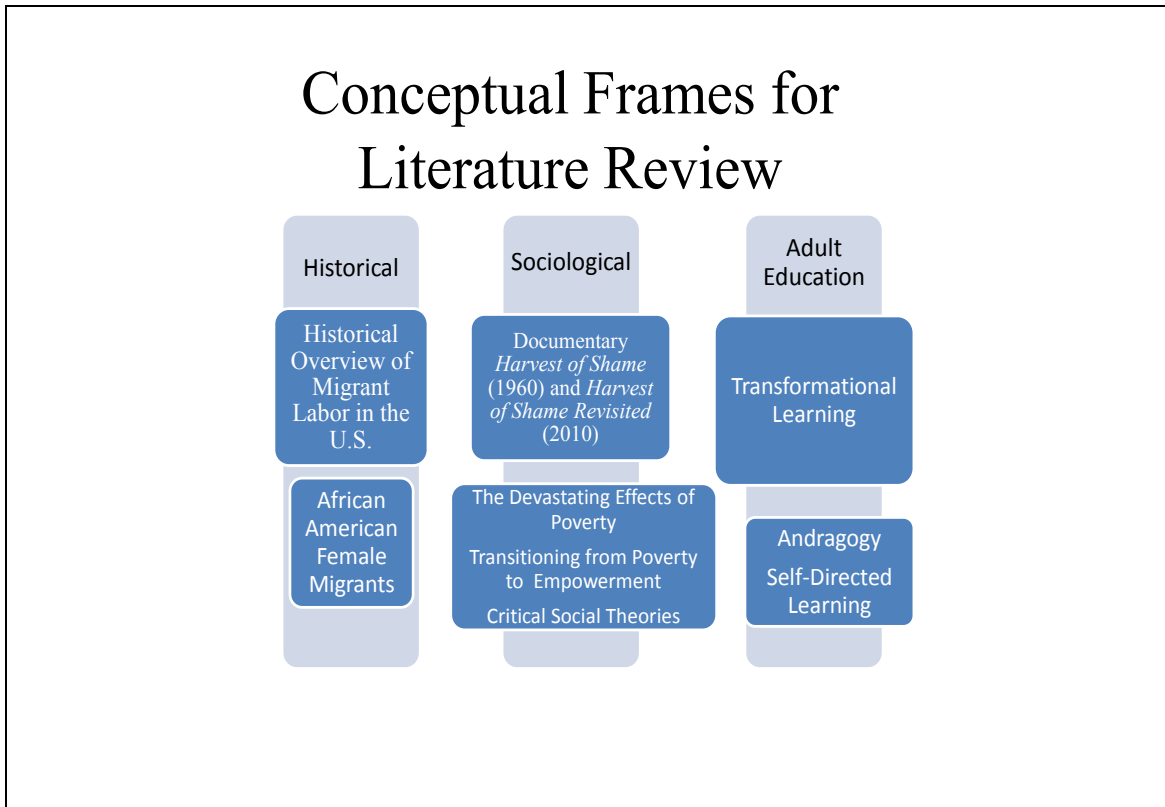 Conceptual Frames for
Literature Review
Historical
Historical
Overview of
Migrant
Labor in the
U.S.
African
American
Female
Migrants
Sociological
Documentary
Harvest of Shame
(1960) and Harvest
of Shame Revisited
(2010)
The Devastating Effects of
Poverty
Transitioning from Poverty
to Empowerment
Critical Social Theories
Adult
Education
Transformational
Learning
Andragogy
Self-Directed
Learning